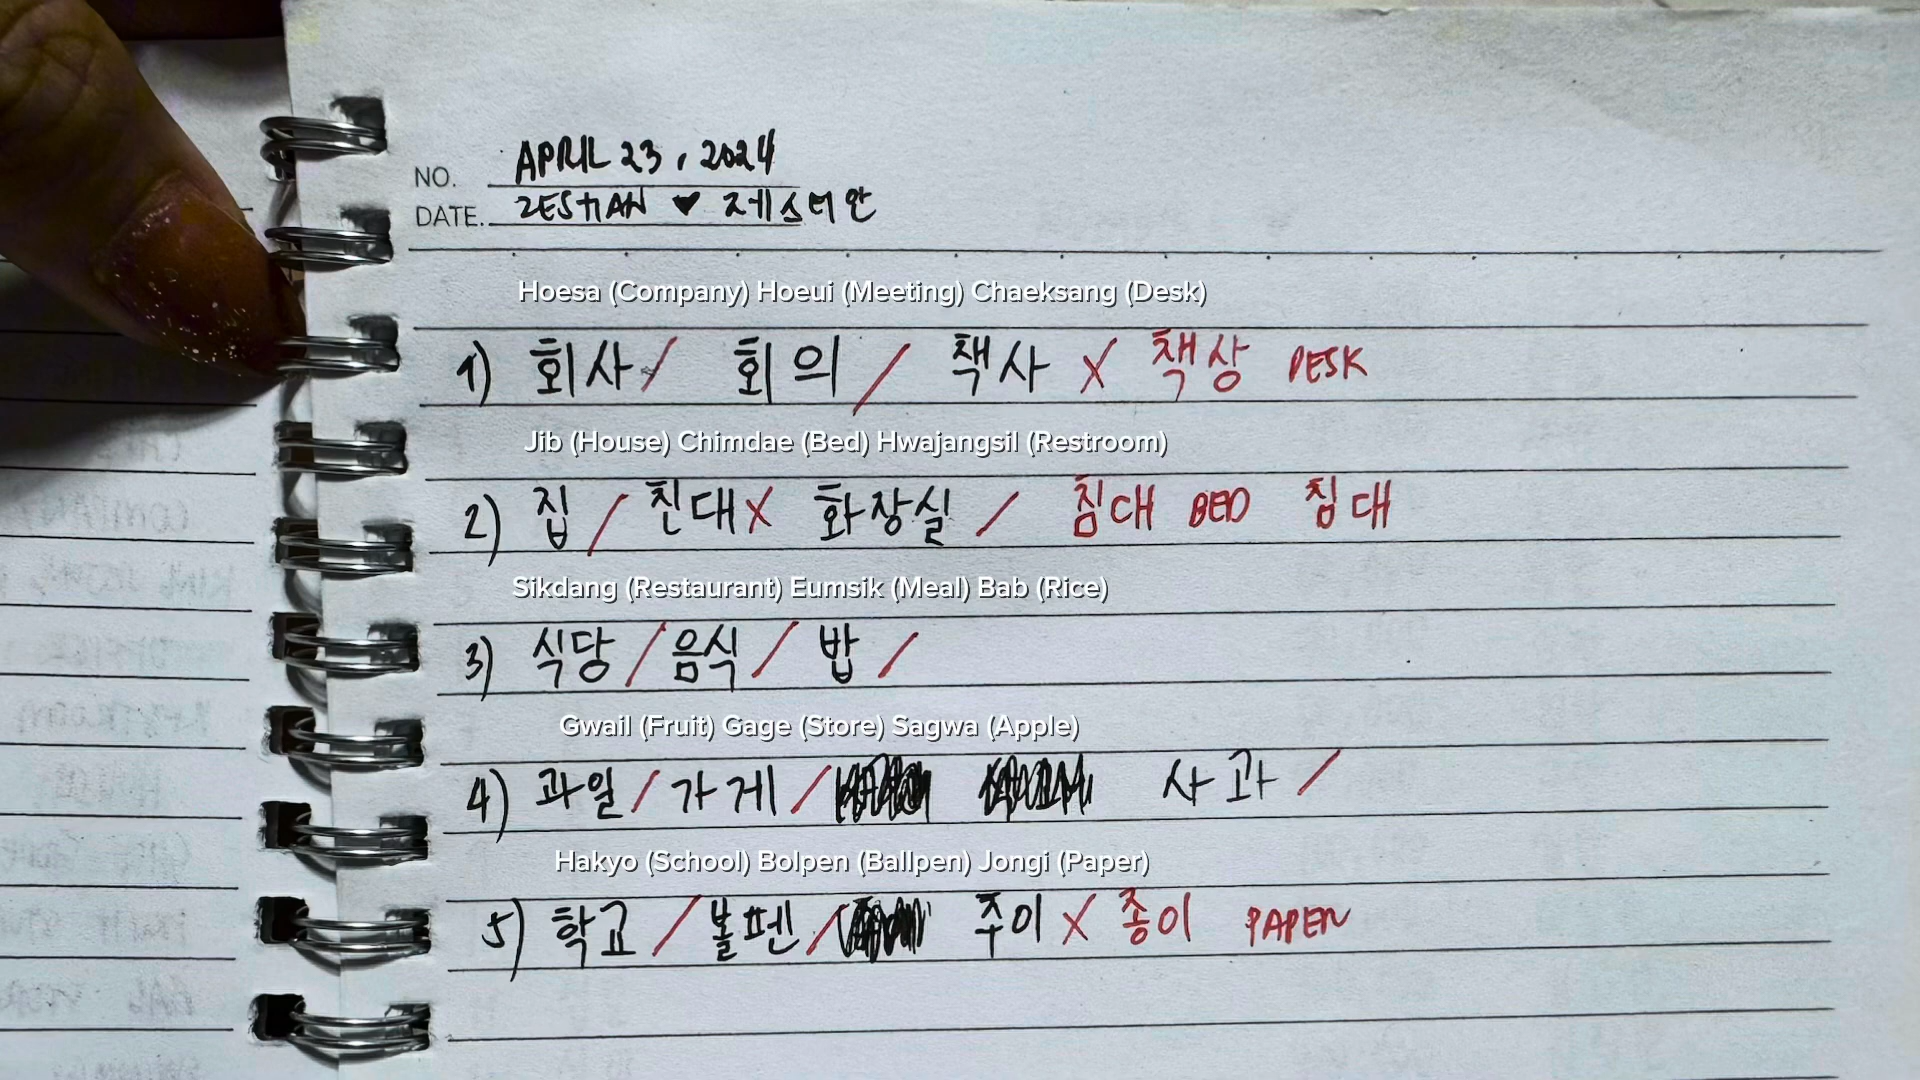 NO. APRIL 23, 2024
DATE. ZESTIAN ♥ 제스터안
Hoesa (Company) Hoeui (Meeting) Chaeksang (Desk)
1) 회사 / 회의 / 책사 X 책상 DESK
Jib (House) Chimdae (Bed) Hwajangsil (Restroom)
2) 집 / 친대 X 화장실 / 침대 BED 침대
Sikdang (Restaurant) Eumsik (Meal) Bab (Rice)
3) 식당 / 음식 / 밥 /
Gwail (Fruit) Gage (Store) Sagwa (Apple)
4) 과일 / 가게 / 사과 /
Hakyo (School) Bolpen (Ballpen) Jongi (Paper)
5) 학교 / 볼펜 / 주이 X 종이 PAPER